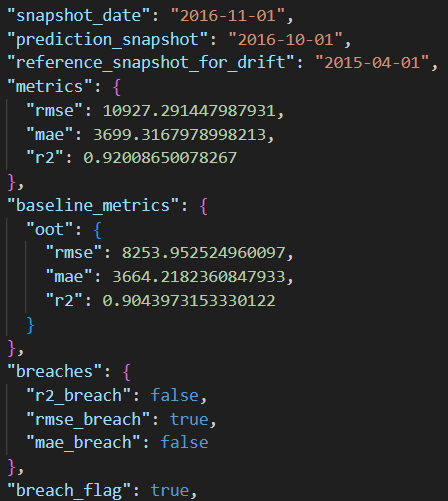 "snapshot_date": "2016-11-01",
"prediction_snapshot": "2016-10-01",
"reference_snapshot_for_drift": "2015-04-01",
"metrics": {
"rmse": 10927.291447987931,
"mae": 3699.3167978998213,
"r2": 0.92008650078267
},
"baseline_metrics": {
"oot": {
"rmse": 8253.952524960097,
"mae": 3664.2182360847933,
"r2": 0.9043973153330122
}
},
"breaches": {
"r2_breach": false,
"rmse_breach": true,
"mae_breach": false
},
"breach_flag": true,